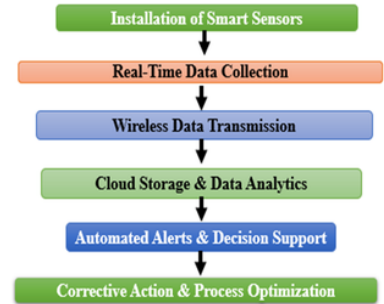 Installation of Smart Sensors
Real-Time Data Collection
Wireless Data Transmission
Cloud Storage & Data Analytics
Automated Alerts & Decision Support
Corrective Action & Process Optimization